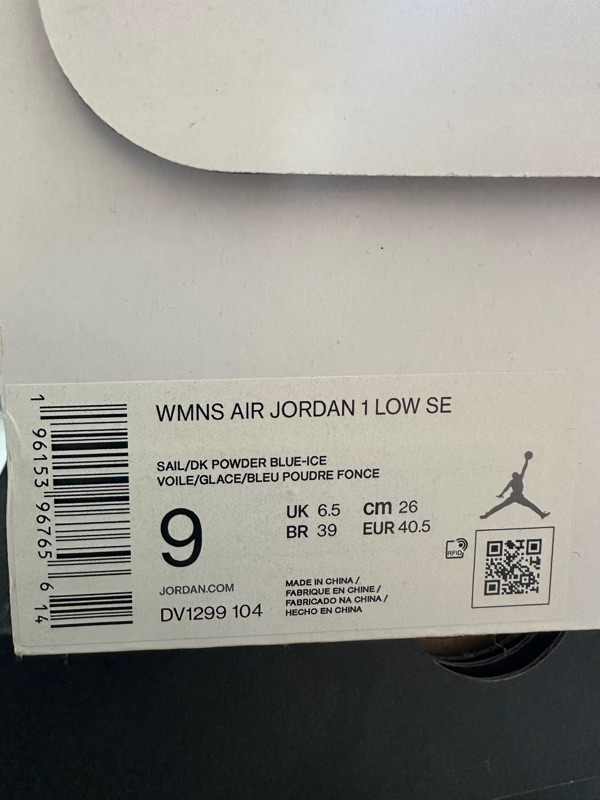 WMNS AIR JORDAN 1 LOW SE
SAIL/DK POWDER BLUE-ICE
VOILE/GLACE/BLEU POUDRE FONCE
9
UK 6.5 cm 26
BR 39 EUR 40.5
RFID
JORDAN.COM
DV1299 104
MADE IN CHINA /
FABRIQUE EN CHINE /
FABRICADO NA CHINA /
HECHO EN CHINA
1 96153 96765 6 14